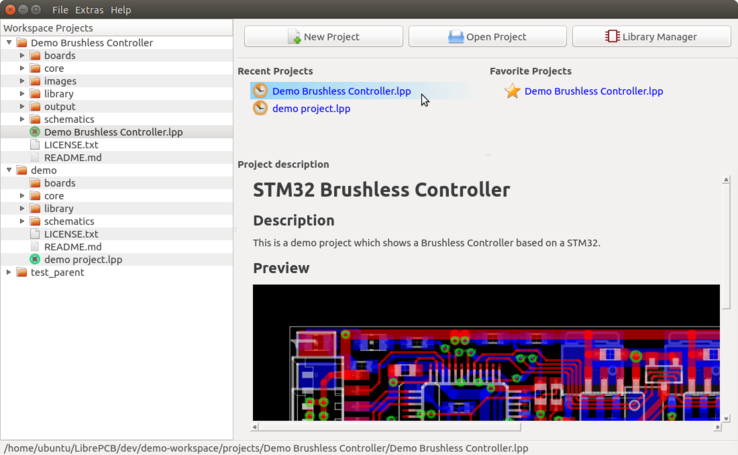 File Extras Help
Workspace Projects
Demo Brushless Controller
boards
core
images
library
output
schematics
Demo Brushless Controller.lpp
LICENSE.txt
README.md
demo
boards
core
library
schematics
LICENSE.txt
README.md
demo project.lpp
test_parent
New Project
Open Project
Library Manager
Recent Projects
Demo Brushless Controller.lpp
demo project.lpp
Favorite Projects
Demo Brushless Controller.lpp
Project description
STM32 Brushless Controller
Description
This is a demo project which shows a Brushless Controller based on a STM32.
Preview
/home/ubuntu/LibrePCB/dev/demo-workspace/projects/Demo Brushless Controller/Demo Brushless Controller.lpp